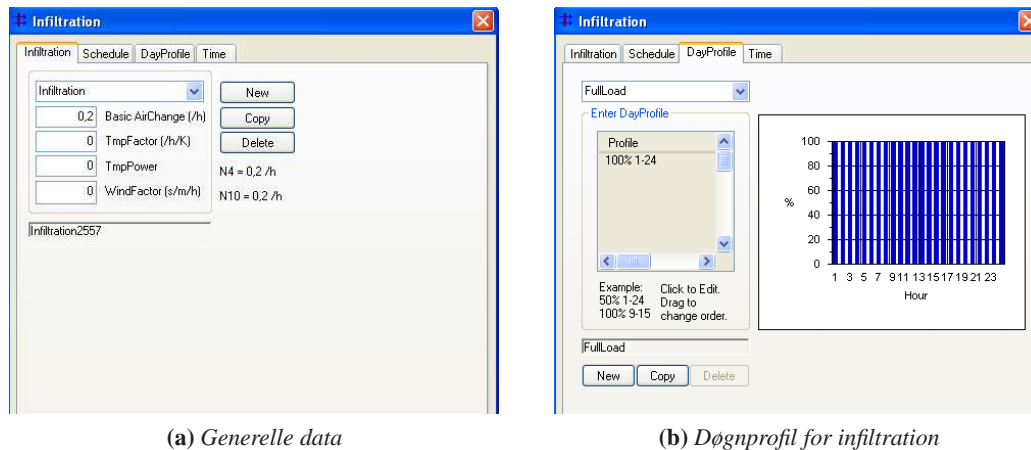 Infiltration
Infiltration Schedule DayProfile Time
Infiltration
New
0,2 Basic AirChange (/h)
Copy
0 TmpFactor (/h/K)
Delete
0 TmpPower
N4 = 0,2 /h
0 WindFactor (s/m/h)
N10 = 0,2 /h
Infiltration2557
(a) Generelle data
Infiltration
Infiltration Schedule DayProfile Time
FullLoad
Enter DayProfile
Profile
100% 1-24
Example:
50% 1-24
100% 9-15
Click to Edit.
Drag to
change order.
FullLoad
New Copy Delete
100
80
60
%
40
20
0
1 3 5 7 9 11 13 15 17 19 21 23
Hour
(b) Døgnprofil for infiltration